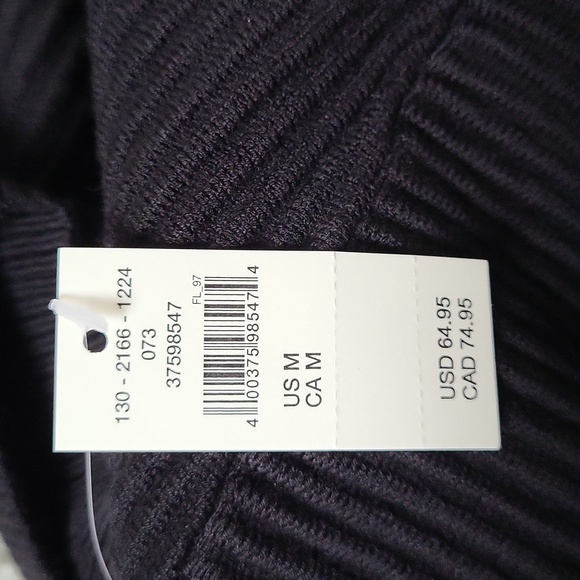 130 - 2166 - 1224
073
37598547
FL_97
4 00375 98547 4
US M
CA M
USD 64.95
CAD 74.95